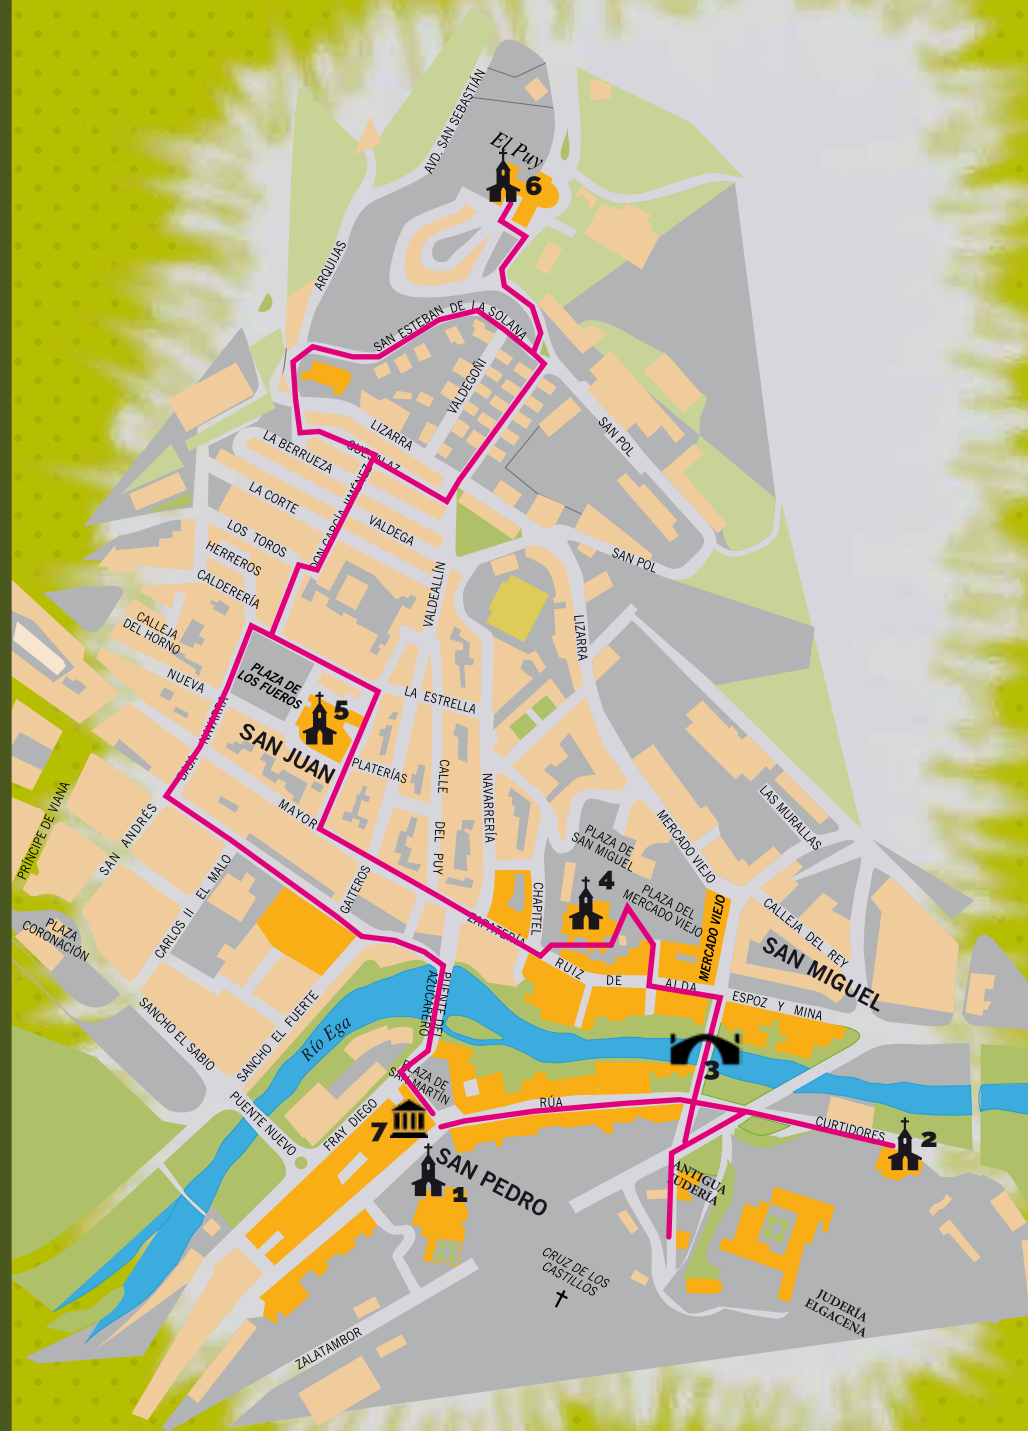 AVD. SAN SEBASTIÁN
El Puy
6
ARQUIJAS
SAN ESTEBAN DE LA SOLANA
VALDEGOÑI
LIZARRA
SAN POL
LA BERRUEZA
QUESALAZ
DON GARCÍA JIMÉNEZ
LA CORTE
VALDEGA
LOS TOROS
HERREROS
CALDERERÍA
SAN POL
VALDEALLÍN
LIZARRA
CALLEJA
DEL HORNO
NUEVA
PLAZA DE
LOS FUEROS
LA ESTRELLA
5
SAN JUAN
BAJA NAVARRA
PLATERÍAS
CALLE DEL PUY
NAVARRERÍA
MAYOR
PRÍNCIPE DE VIANA
SAN ANDRÉS
LAS MURALLAS
MERCADO VIEJO
PLAZA DE
SAN MIGUEL
4
PLAZA DEL
MERCADO VIEJO
CARLOS II EL MALO
GAITEROS
CHAPITEL
ZAPATERÍA
MERCADO VIEJO
CALLEJA DEL REY
SAN MIGUEL
PLAZA
CORONACIÓN
RUIZ DE ALDA
ESPOZ Y MINA
PUENTE DEL
AZUCARERO
SANCHO EL SABIO
SANCHO EL FUERTE
Río Ega
3
PLAZA DE
SAN MARTÍN
RÚA
PUENTE NUEVO
FRAY DIEGO
7
CURTIDORES
2
SAN PEDRO
1
ANTIGUA
JUDERÍA
CRUZ DE LOS
CASTILLOS
JUDERÍA
ELGACENA
ZALATAMBOR